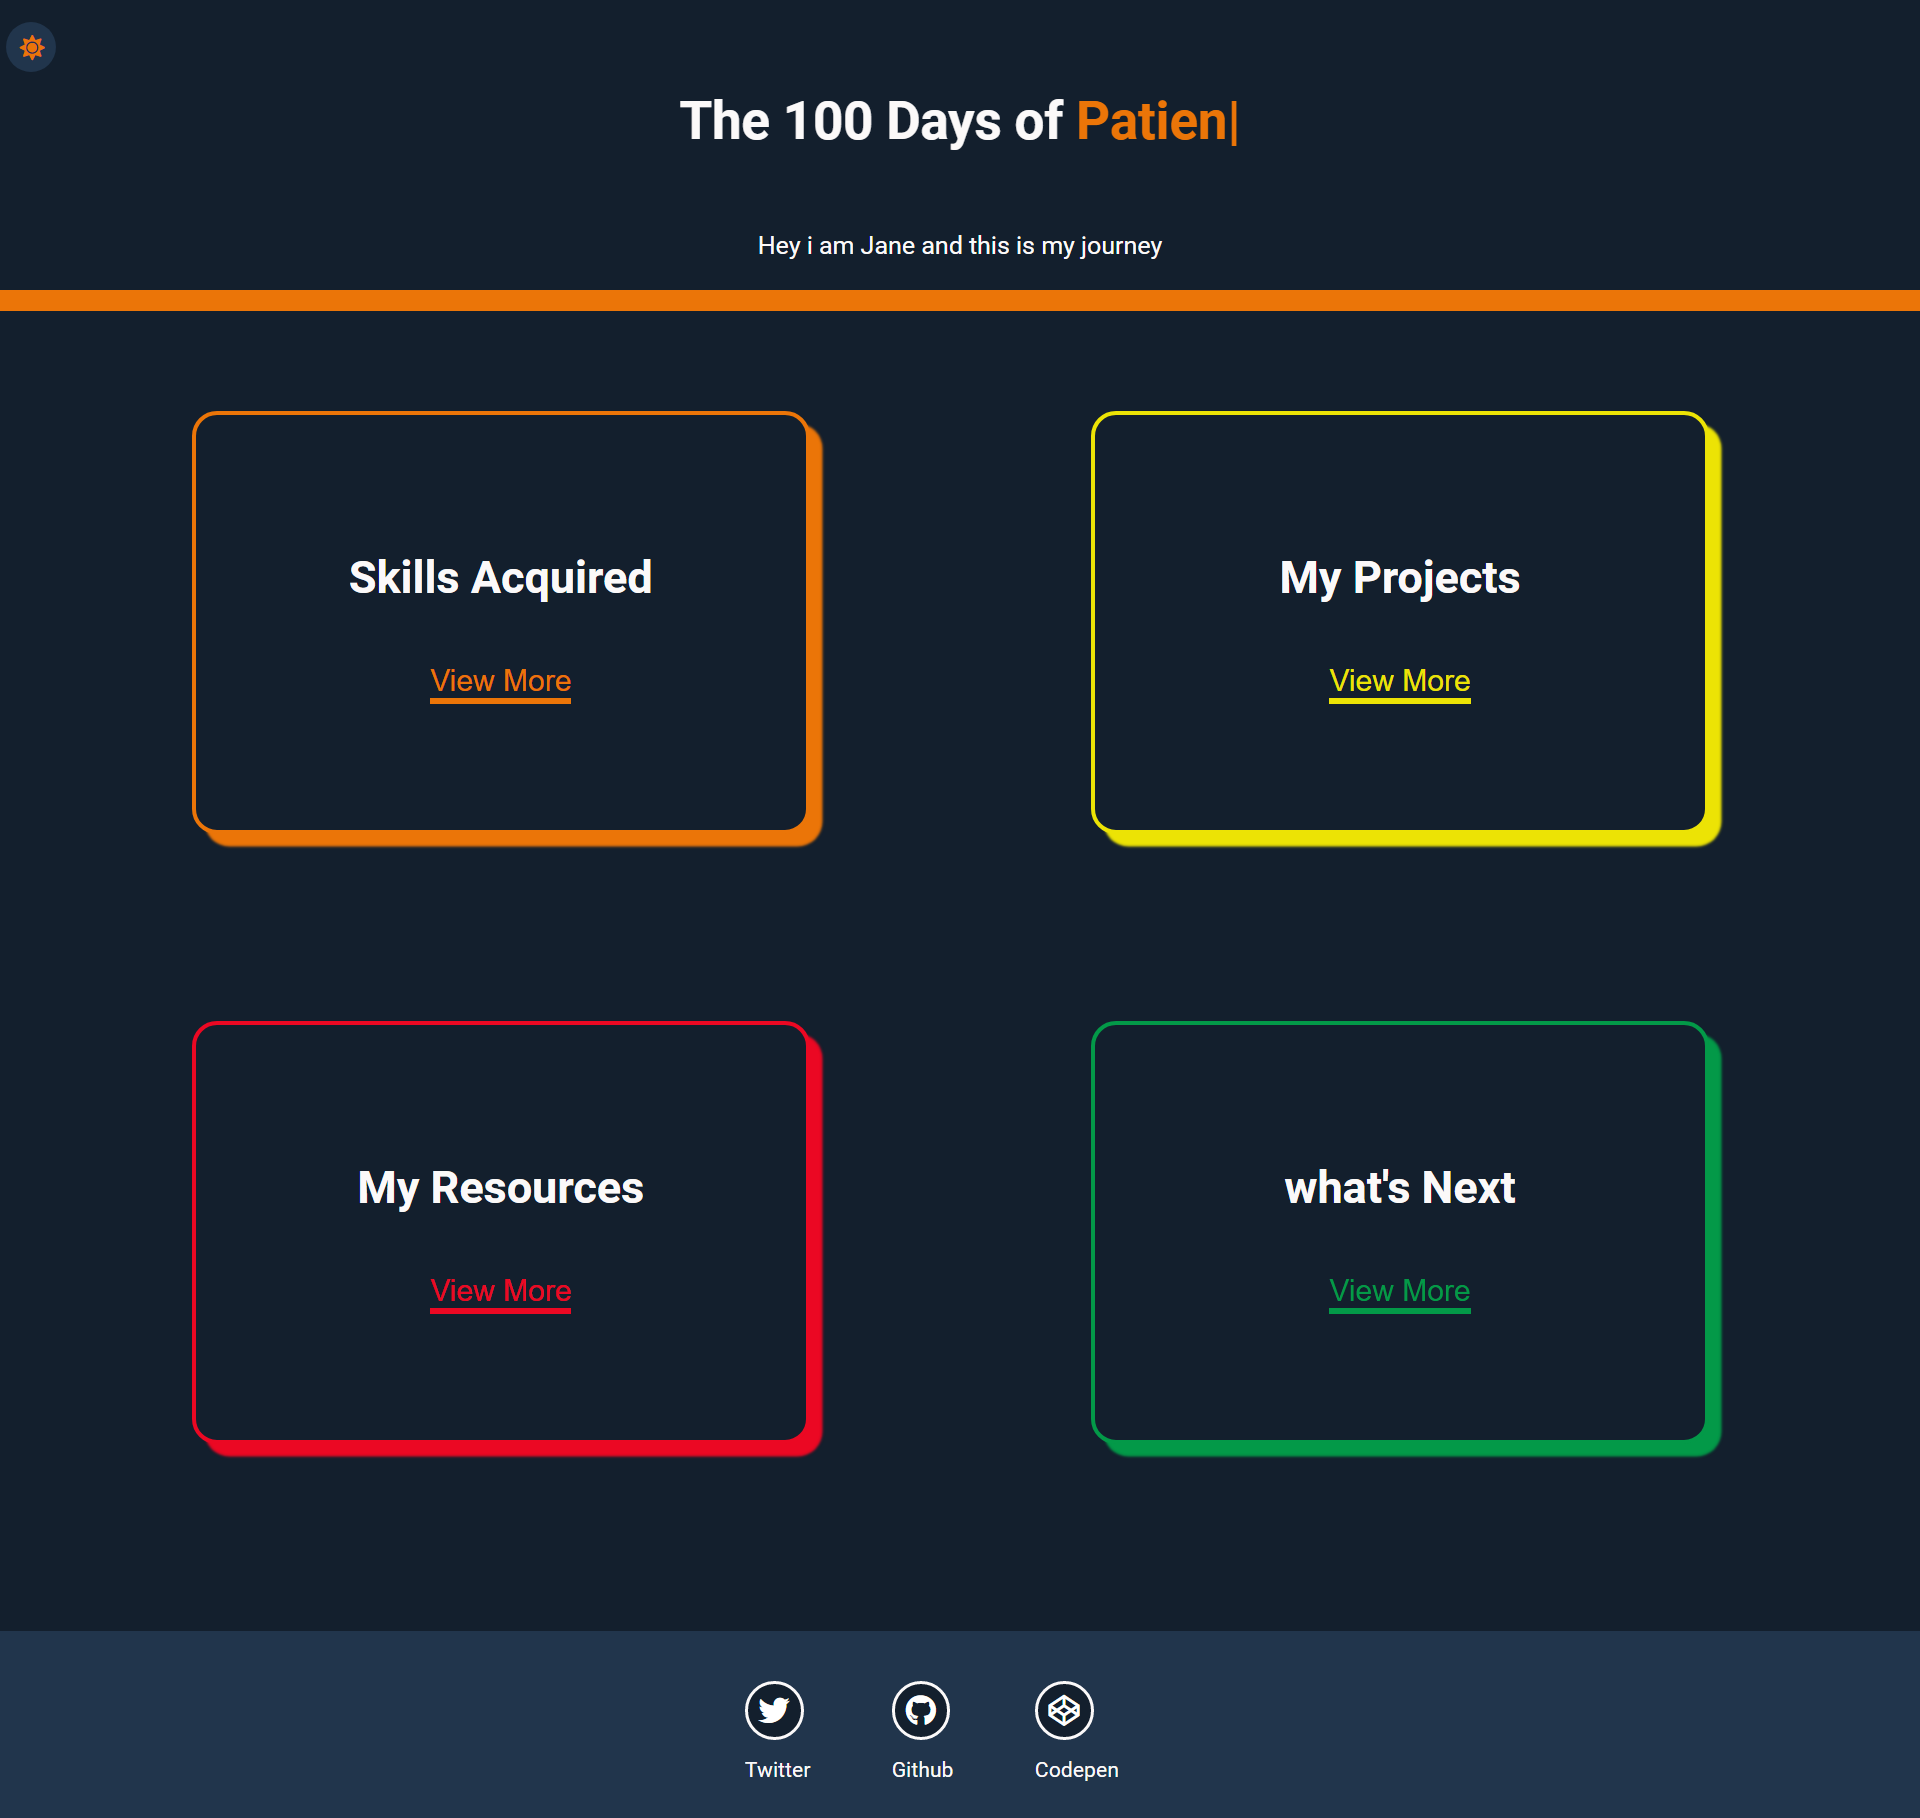 The 100 Days of Patien|
Hey i am Jane and this is my journey
Skills Acquired
View More
My Projects
View More
My Resources
View More
what's Next
View More
Twitter
Github
Codepen